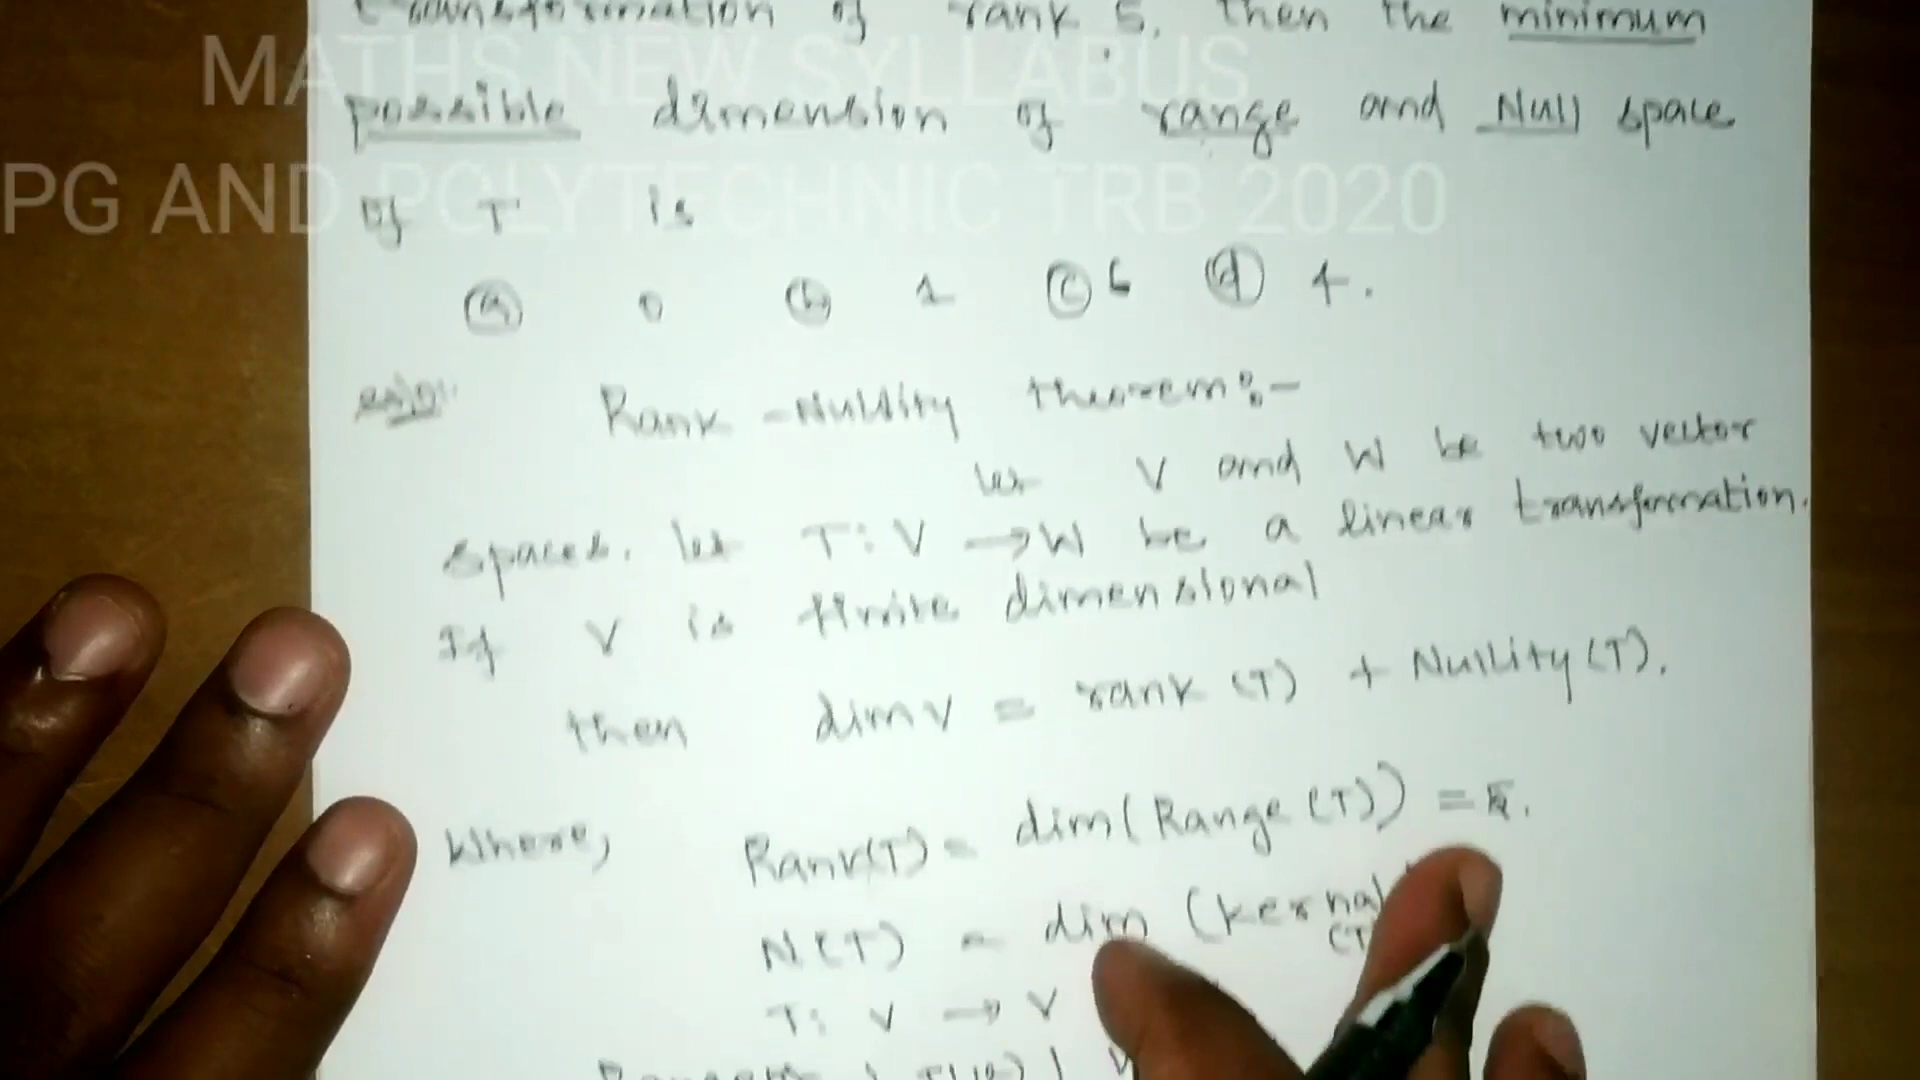 transformation of rank 5. Then the minimum
MATHS NEW SYLLABUS
possible dimension of range and Null space
PG AND POLYTECHNIC TRB 2020
of T is
(a) 0 (b) 1 (c) 6 (d) 4.
Rank - Nullity theorem:-
let V and W be two vector
spaces. let T: V → W be a linear transformation.
If V is finite dimensional
then dim V = rank (T) + Nullity (T).
Where, Rank(T) = dim (Range (T)) =
N(T) = dim (kernal
(T
T: V → V